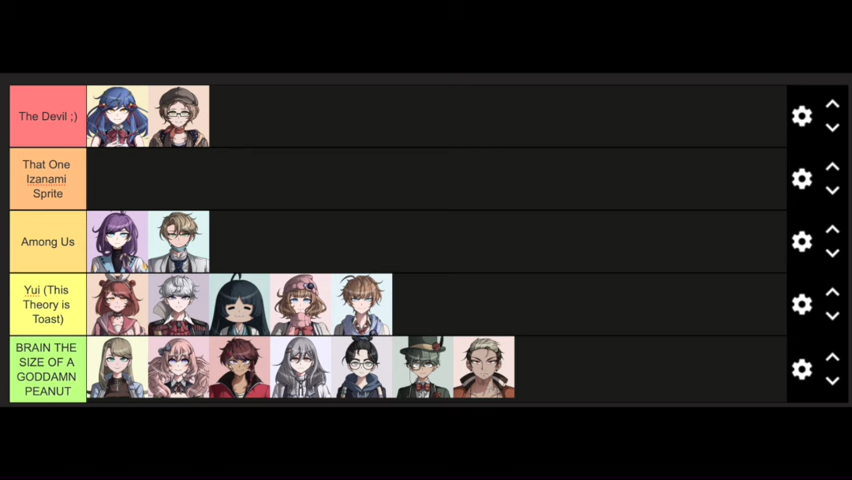 The Devil ;)
That One
Izanami
Sprite
Among Us
Yui (This
Theory is
Toast)
BRAIN THE
SIZE OF A
GODDAMN
PEANUT